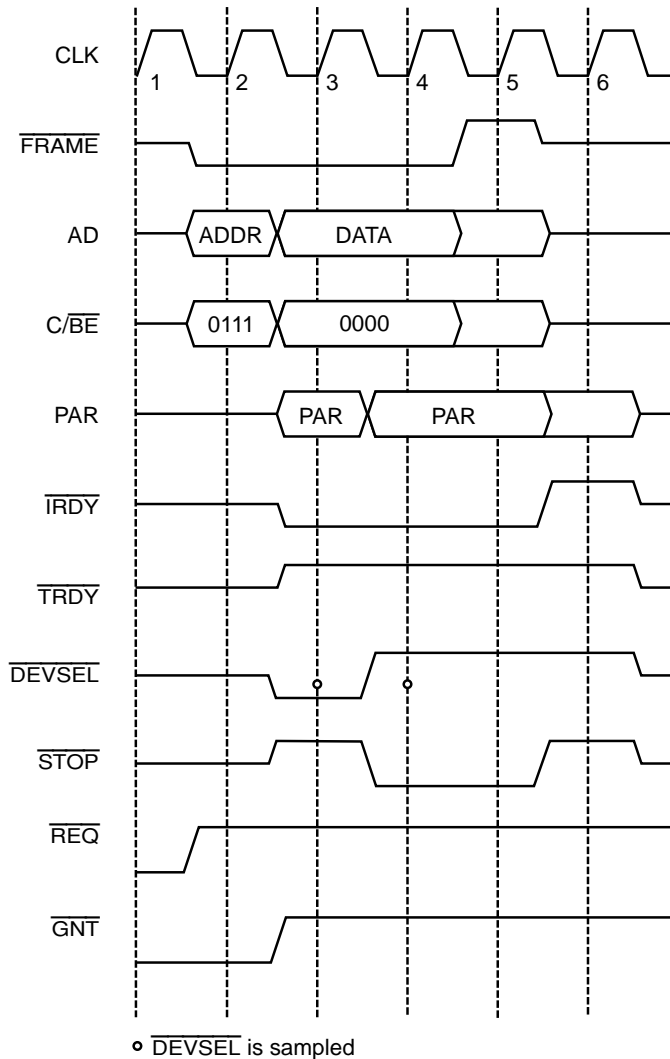 CLK
1 2 3 4 5 6
FRAME
AD ADDR DATA
C/BE 0111 0000
PAR PAR PAR
IRDY
TRDY
DEVSEL
STOP
REQ
GNT
DEVSEL is sampled